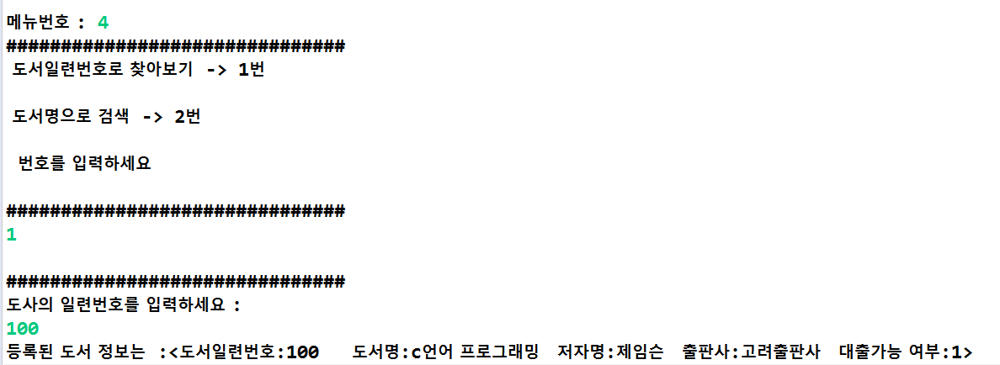 메뉴번호 : 4
###############################
도서일련번호로 찾아보기 -> 1번
도서명으로 검색 -> 2번
번호를 입력하세요
###############################
1
###############################
도사의 일련번호를 입력하세요 :
100
등록된 도서 정보는 :<도서일련번호:100 도서명:c언어 프로그래밍 저자명:제임슨 출판사:고려출판사 대출가능 여부:1>